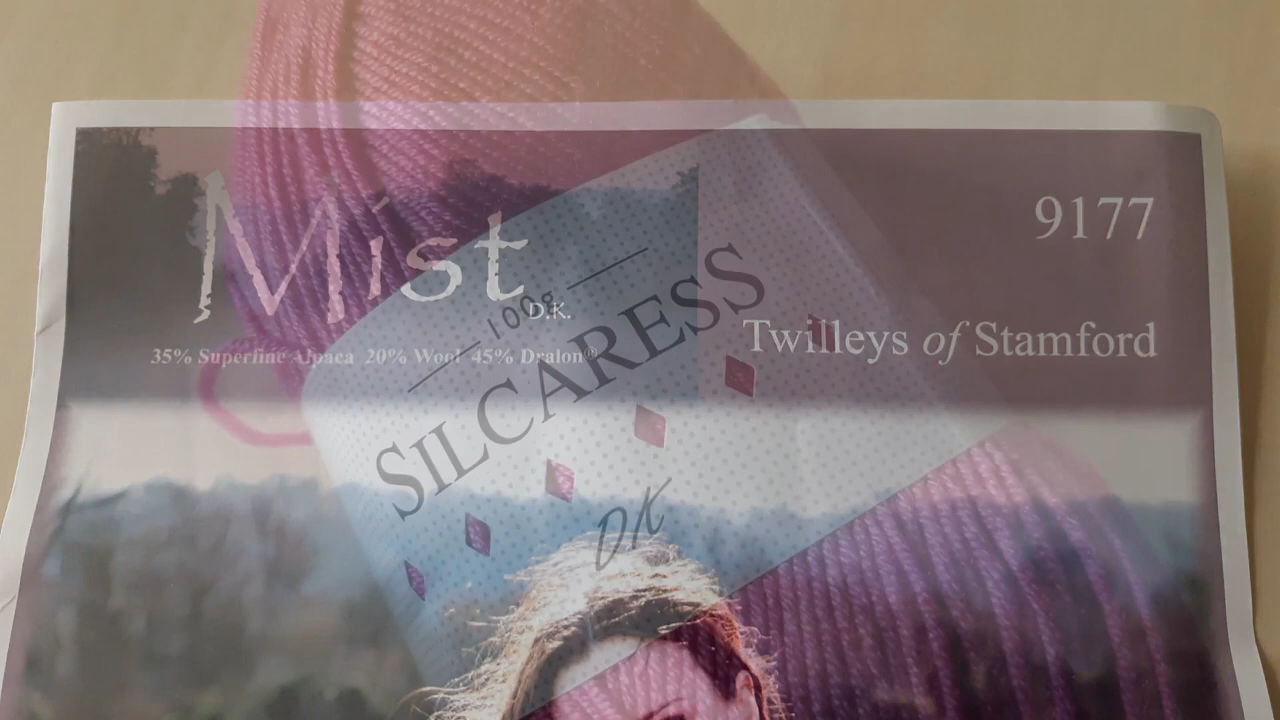 Mist
D.K.
35% Superfine Alpaca 20% Wool 45% Dralon®
9177
Twilleys of Stamford
100g
SILCARESS
DK